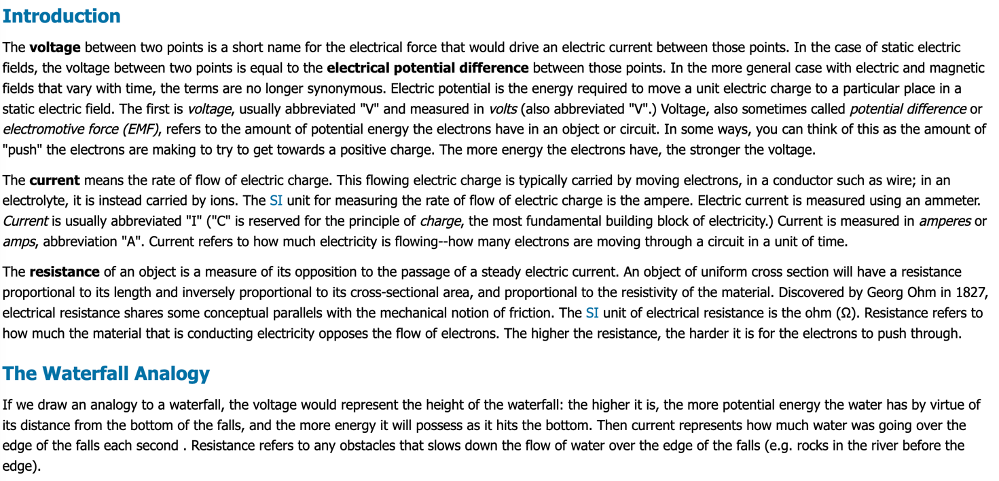 Introduction
The voltage between two points is a short name for the electrical force that would drive an electric current between those points. In the case of static electric
fields, the voltage between two points is equal to the electrical potential difference between those points. In the more general case with electric and magnetic
fields that vary with time, the terms are no longer synonymous. Electric potential is the energy required to move a unit electric charge to a particular place in a
static electric field. The first is voltage, usually abbreviated "V" and measured in volts (also abbreviated "V".) Voltage, also sometimes called potential difference or
electromotive force (EMF), refers to the amount of potential energy the electrons have in an object or circuit. In some ways, you can think of this as the amount of
"push" the electrons are making to try to get towards a positive charge. The more energy the electrons have, the stronger the voltage.
The current means the rate of flow of electric charge. This flowing electric charge is typically carried by moving electrons, in a conductor such as wire; in an
electrolyte, it is instead carried by ions. The SI unit for measuring the rate of flow of electric charge is the ampere. Electric current is measured using an ammeter.
Current is usually abbreviated "I" ("C" is reserved for the principle of charge, the most fundamental building block of electricity.) Current is measured in amperes or
amps, abbreviation "A". Current refers to how much electricity is flowing--how many electrons are moving through a circuit in a unit of time.
The resistance of an object is a measure of its opposition to the passage of a steady electric current. An object of uniform cross section will have a resistance
proportional to its length and inversely proportional to its cross-sectional area, and proportional to the resistivity of the material. Discovered by Georg Ohm in 1827,
electrical resistance shares some conceptual parallels with the mechanical notion of friction. The SI unit of electrical resistance is the ohm (Ω). Resistance refers to
how much the material that is conducting electricity opposes the flow of electrons. The higher the resistance, the harder it is for the electrons to push through.
The Waterfall Analogy
If we draw an analogy to a waterfall, the voltage would represent the height of the waterfall: the higher it is, the more potential energy the water has by virtue of
its distance from the bottom of the falls, and the more energy it will possess as it hits the bottom. Then current represents how much water was going over the
edge of the falls each second . Resistance refers to any obstacles that slows down the flow of water over the edge of the falls (e.g. rocks in the river before the
edge).